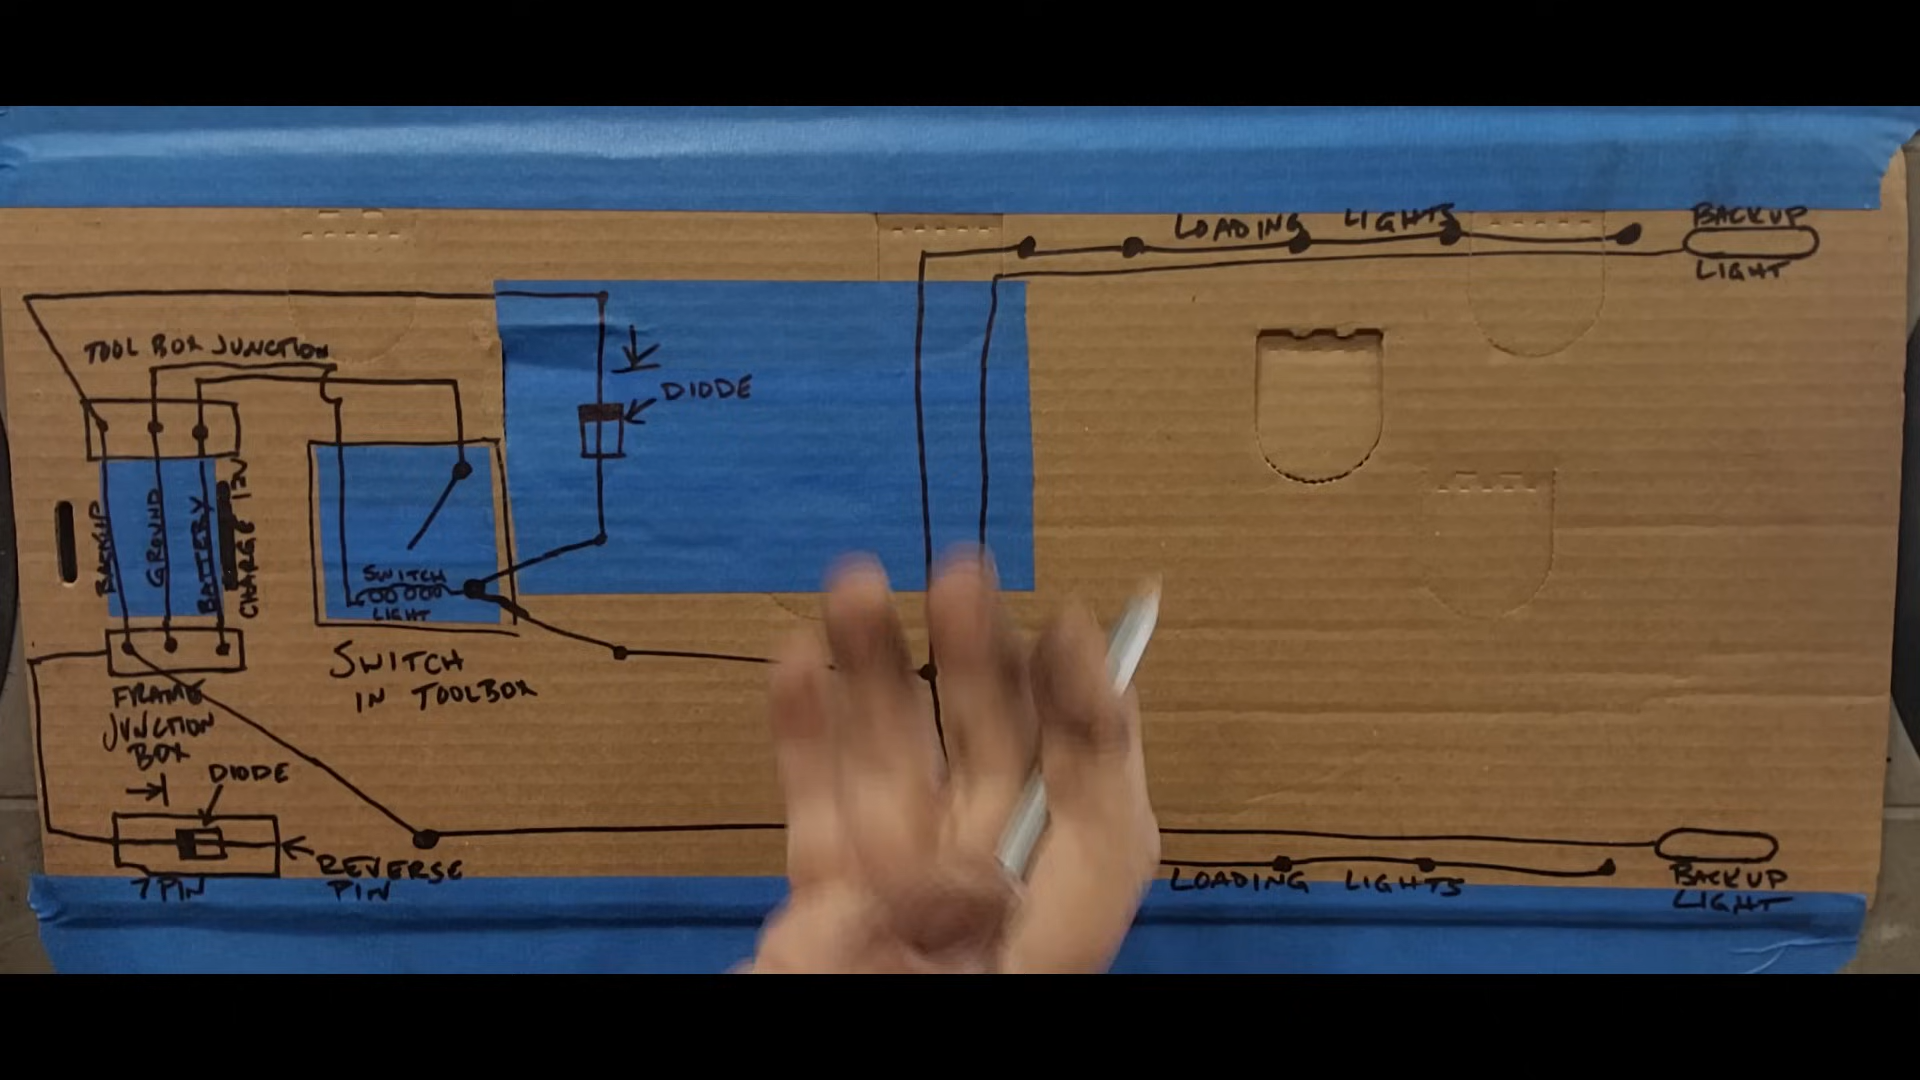 LOADING LIGHTS
BACKUP
LIGHT
TOOL BOX JUNCTION
DIODE
BACKUP
GROUND
BATTERY
CHARGE 12V
SWITCH
LIGHT
SWITCH
IN TOOLBOX
FRAME
JUNCTION
BOX
DIODE
REVERSE
PIN
7 PIN
LOADING LIGHTS
BACKUP
LIGHT